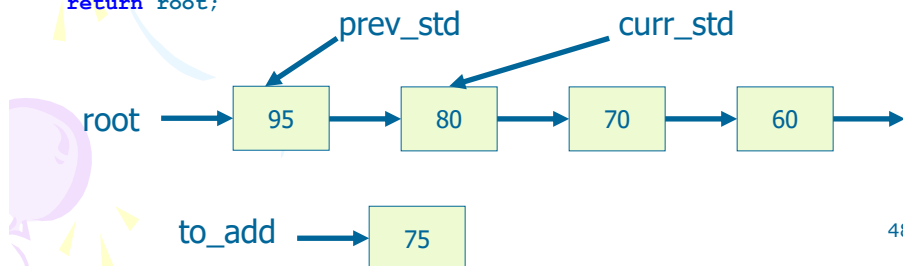 return root;
prev_std curr_std
root 95 80 70 60
to_add 75
48